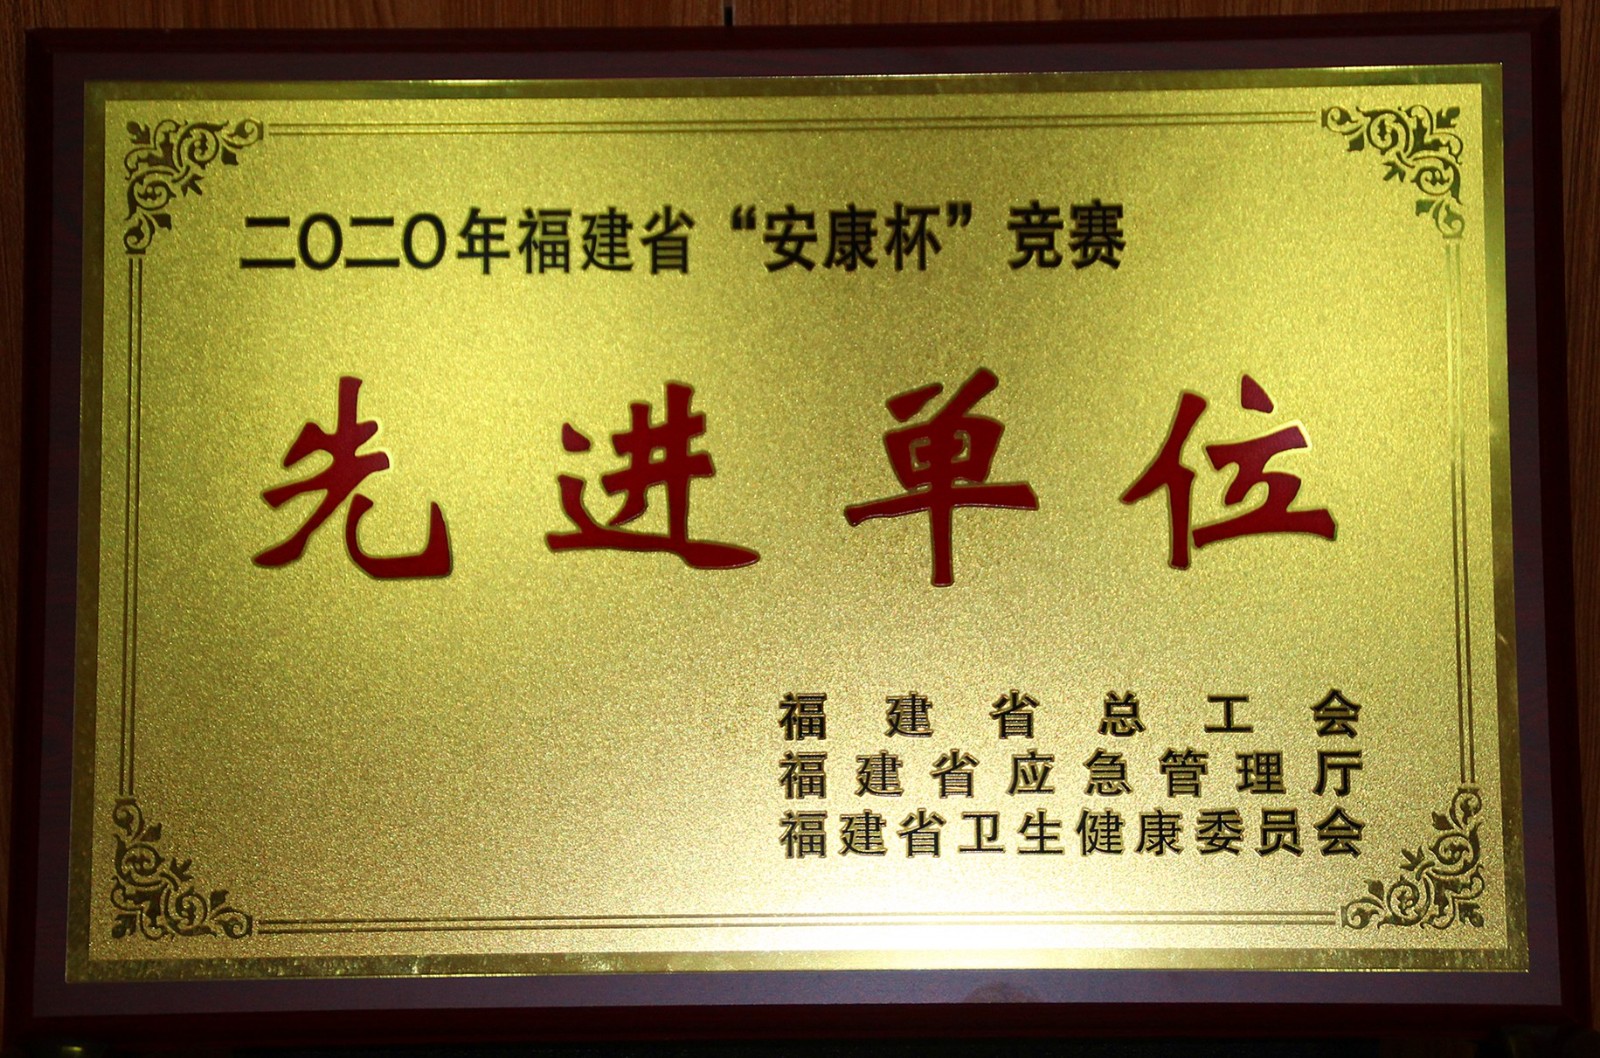 二〇二〇年福建省“安康杯”竞赛
先进单位
福建省总工会
福建省应急管理厅
福建省卫生健康委员会